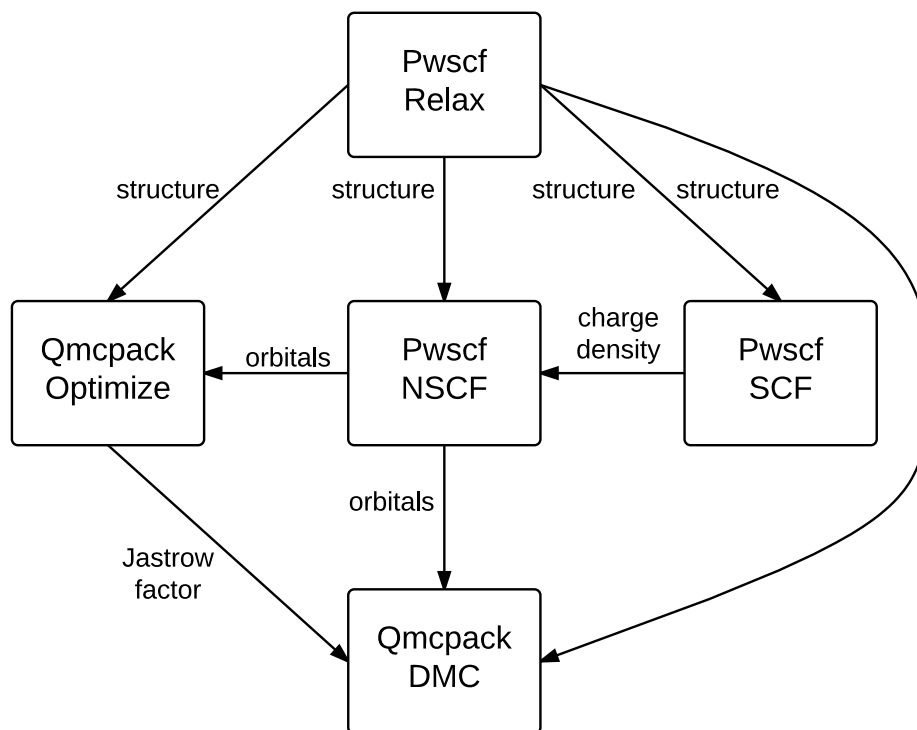 Pwscf
Relax
structure
structure
structure
structure
Qmcpack
Optimize
orbitals
Pwscf
NSCF
charge
density
Pwscf
SCF
orbitals
Jastrow
factor
Qmcpack
DMC